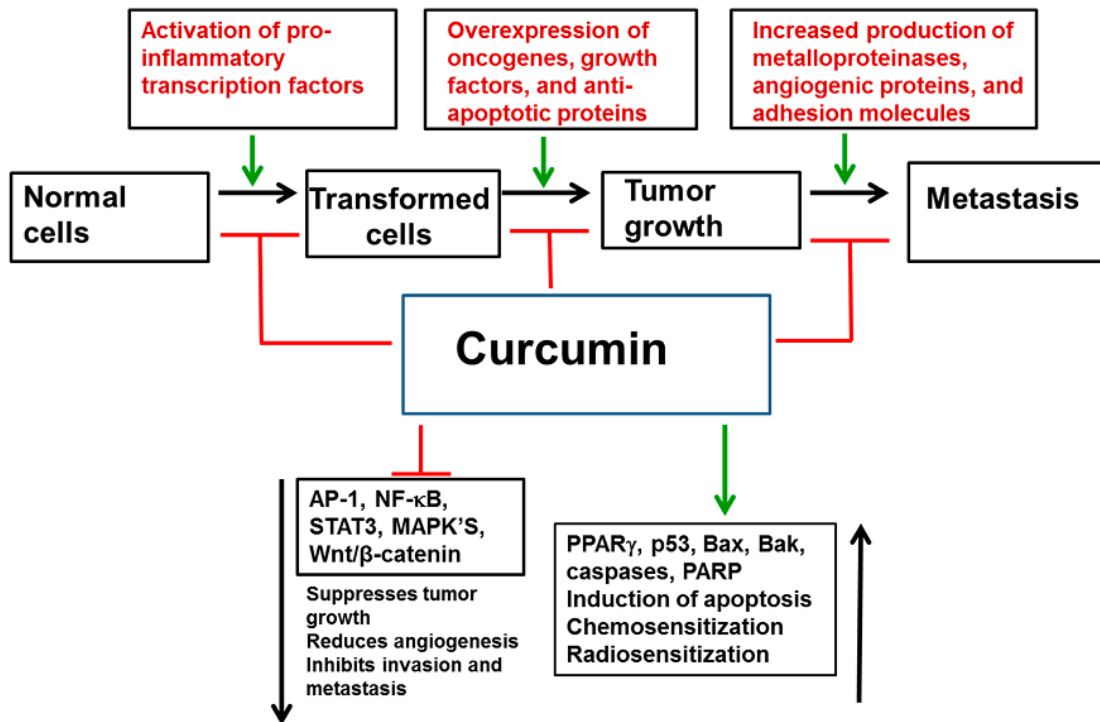 Activation of pro-
inflammatory
transcription factors
Overexpression of
oncogenes, growth
factors, and anti-
apoptotic proteins
Increased production of
metalloproteinases,
angiogenic proteins, and
adhesion molecules
Normal
cells
Transformed
cells
Tumor
growth
Metastasis
Curcumin
AP-1, NF-κB,
STAT3, MAPK’S,
Wnt/β-catenin
Suppresses tumor
growth
Reduces angiogenesis
Inhibits invasion and
metastasis
PPARγ, p53, Bax, Bak,
caspases, PARP
Induction of apoptosis
Chemosensitization
Radiosensitization